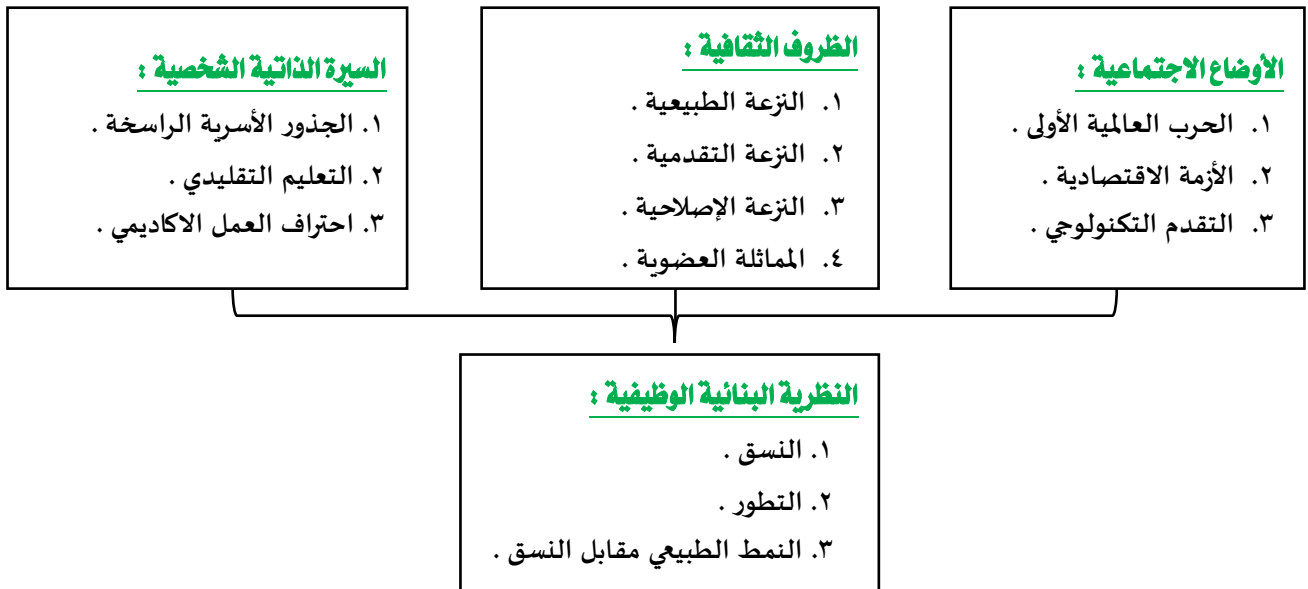 الأوضاع الاجتماعية :
١. الحرب العالمية الأولى .
٢. الأزمة الاقتصادية .
٣. التقدم التكنولوجي .
الظروف الثقافية :
١. النزعة الطبيعية .
٢. النزعة التقدمية .
٣. النزعة الإصلاحية .
٤. المماثلة العضوية .
السيرة الذاتية الشخصية :
١. الجذور الأسرية الراسخة .
٢. التعليم التقليدي .
٣. احتراف العمل الاكاديمي .
النظرية البنائية الوظيفية :
١. النسق .
٢. التطور .
٣. النمط الطبيعي مقابل النسق .